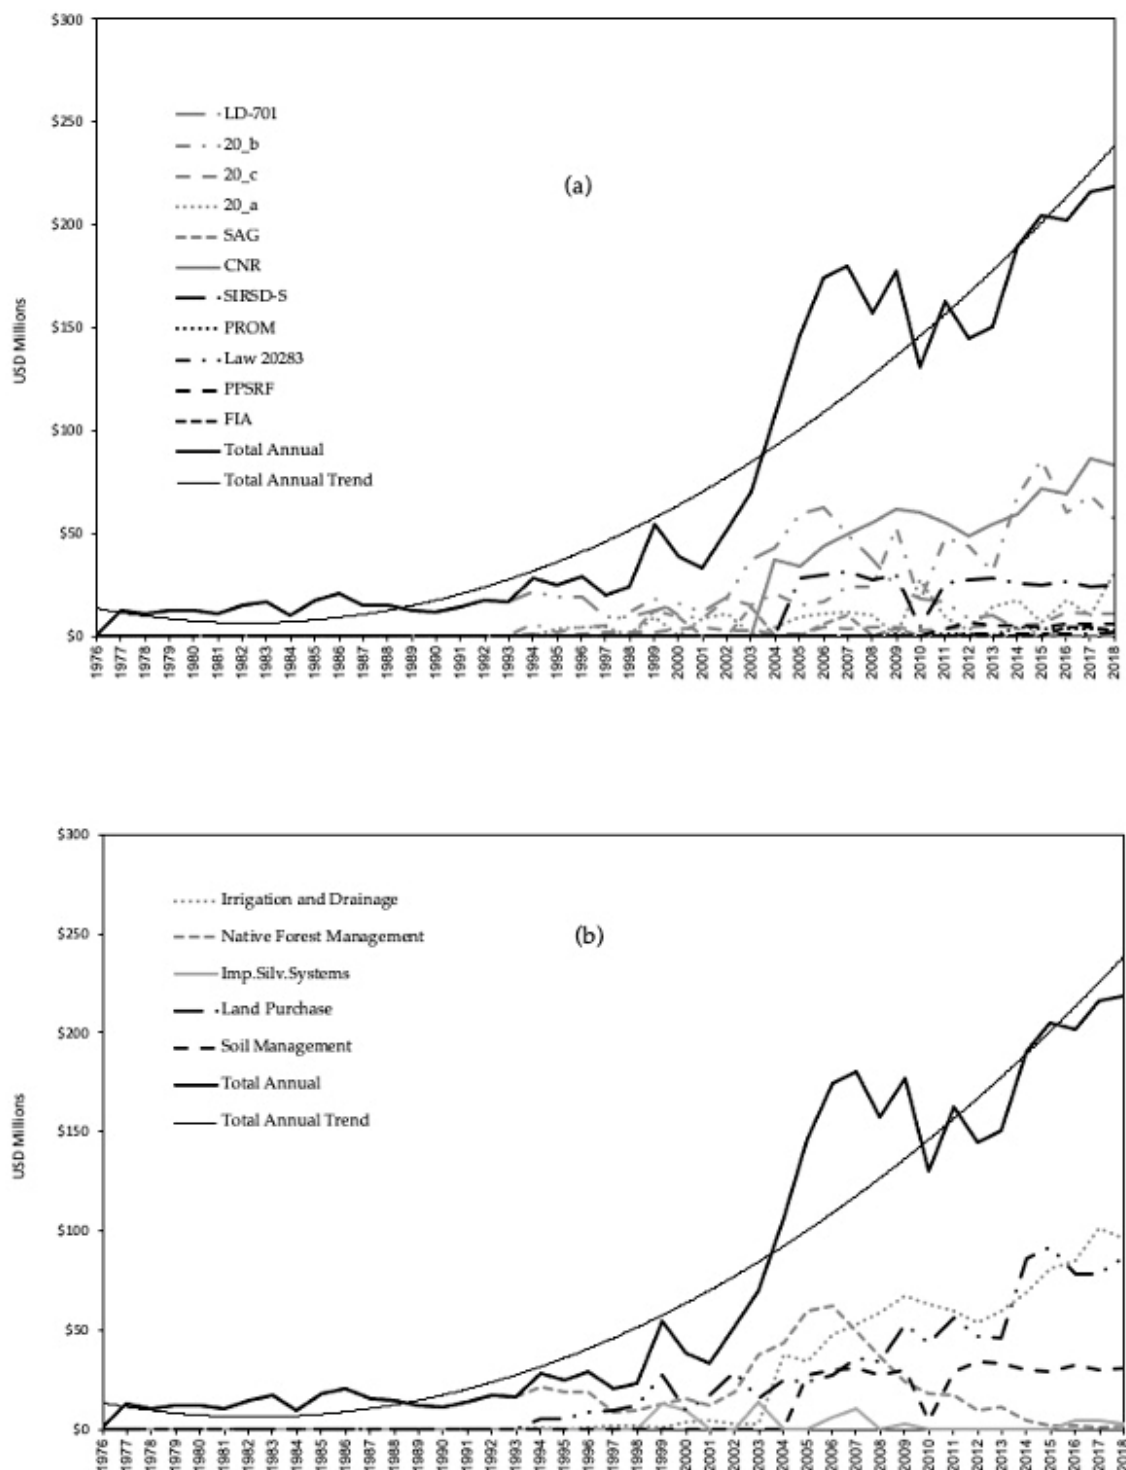 $300
$250
$200
$150
$100
$50
$0
USD Millions
LD-701
20_b
20_c
20_a
SAG
CNR
SIRSD-S
PROM
Law 20283
PPSRF
FIA
Total Annual
Total Annual Trend
(a)
1976 1977 1978 1979 1980 1981 1982 1983 1984 1985 1986 1987 1988 1989 1990 1991 1992 1993 1994 1995 1996 1997 1998 1999 2000 2001 2002 2003 2004 2005 2006 2007 2008 2009 2010 2011 2012 2013 2014 2015 2016 2017 2018
$300
$250
$200
$150
$100
$50
$0
USD Millions
Irrigation and Drainage
Native Forest Management
Imp.Silv.Systems
Land Purchase
Soil Management
Total Annual
Total Annual Trend
(b)
1976 1977 1978 1979 1980 1981 1982 1983 1984 1985 1986 1987 1988 1989 1990 1991 1992 1993 1994 1995 1996 1997 1998 1999 2000 2001 2002 2003 2004 2005 2006 2007 2008 2009 2010 2011 2012 2013 2014 2015 2016 2017 2018